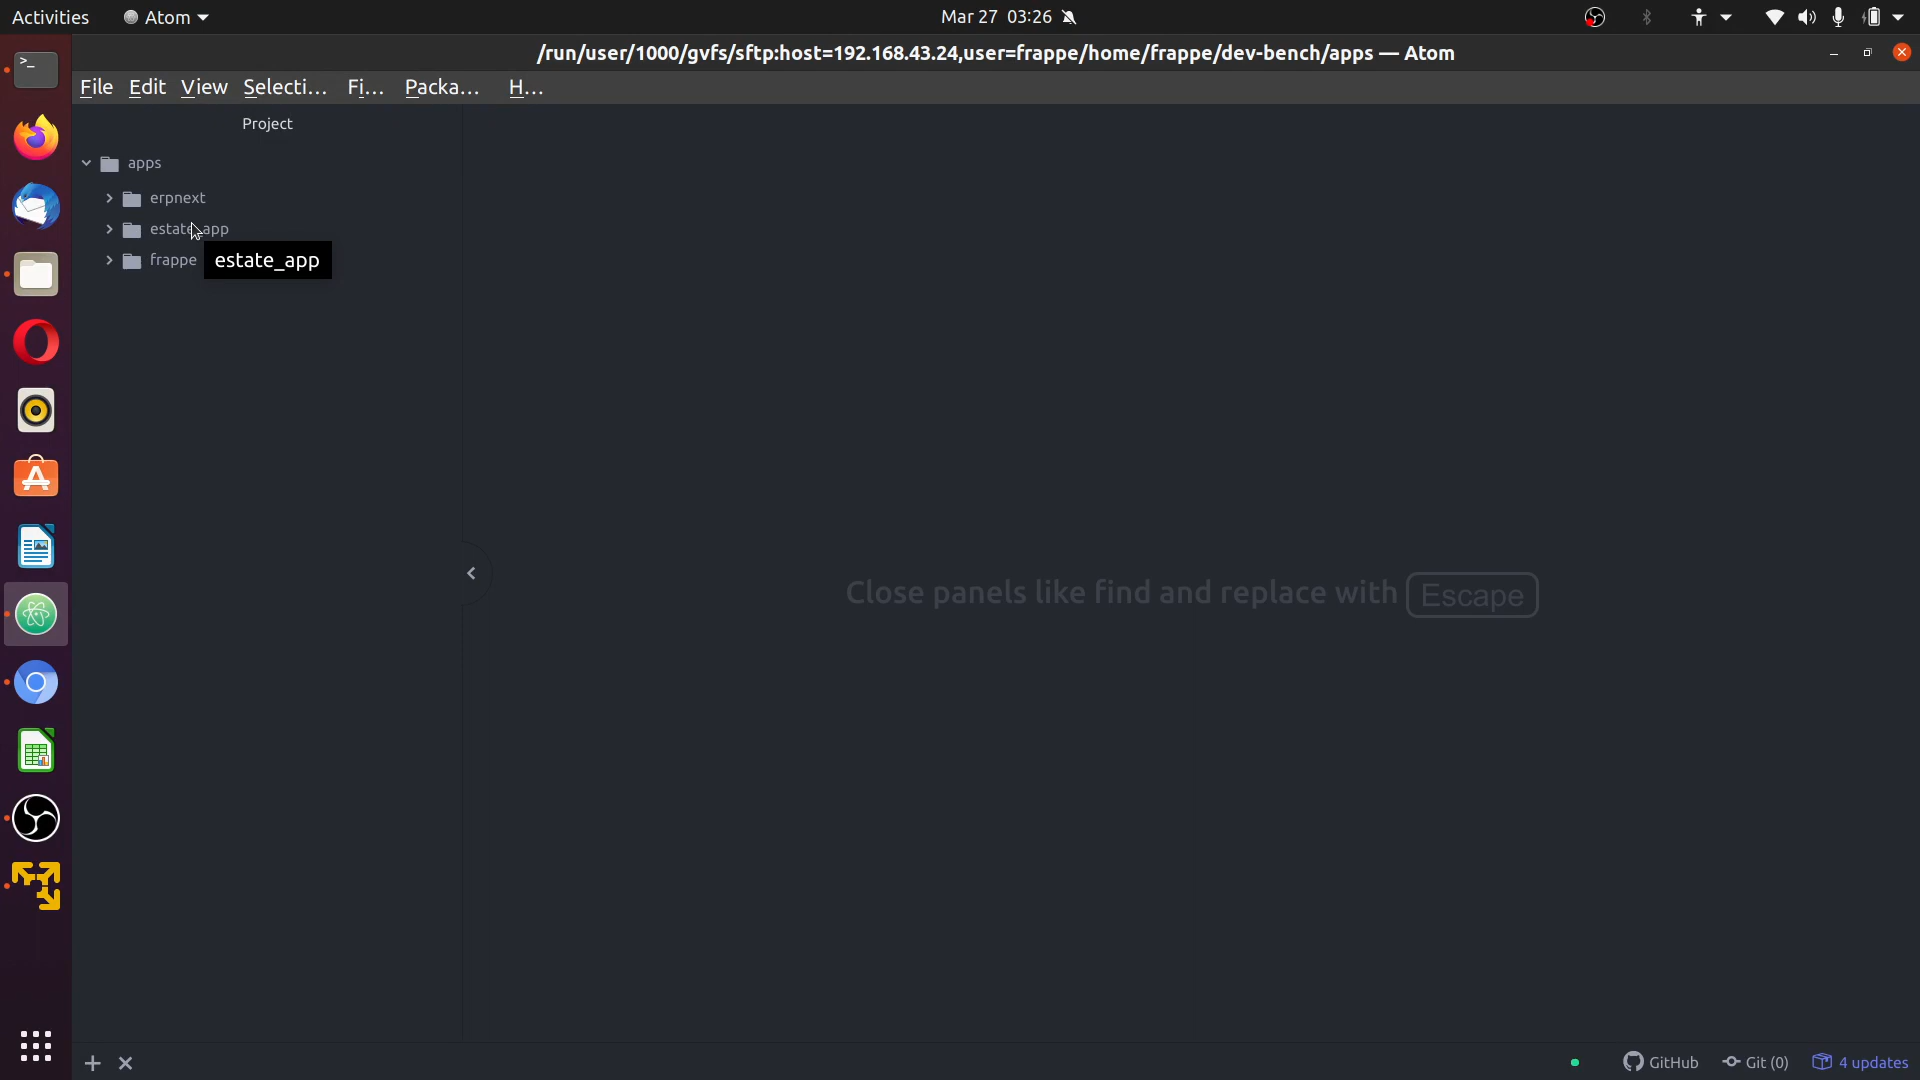 Activities Atom Mar 27 03:26
/run/user/1000/gvfs/sftp:host=192.168.43.24,user=frappe/home/frappe/dev-bench/apps — Atom
File Edit View Selecti... Fi... Packa... H...
Project
apps
erpnext
estate_app
frappe
estate_app
Close panels like find and replace with Escape
GitHub Git (0) 4 updates